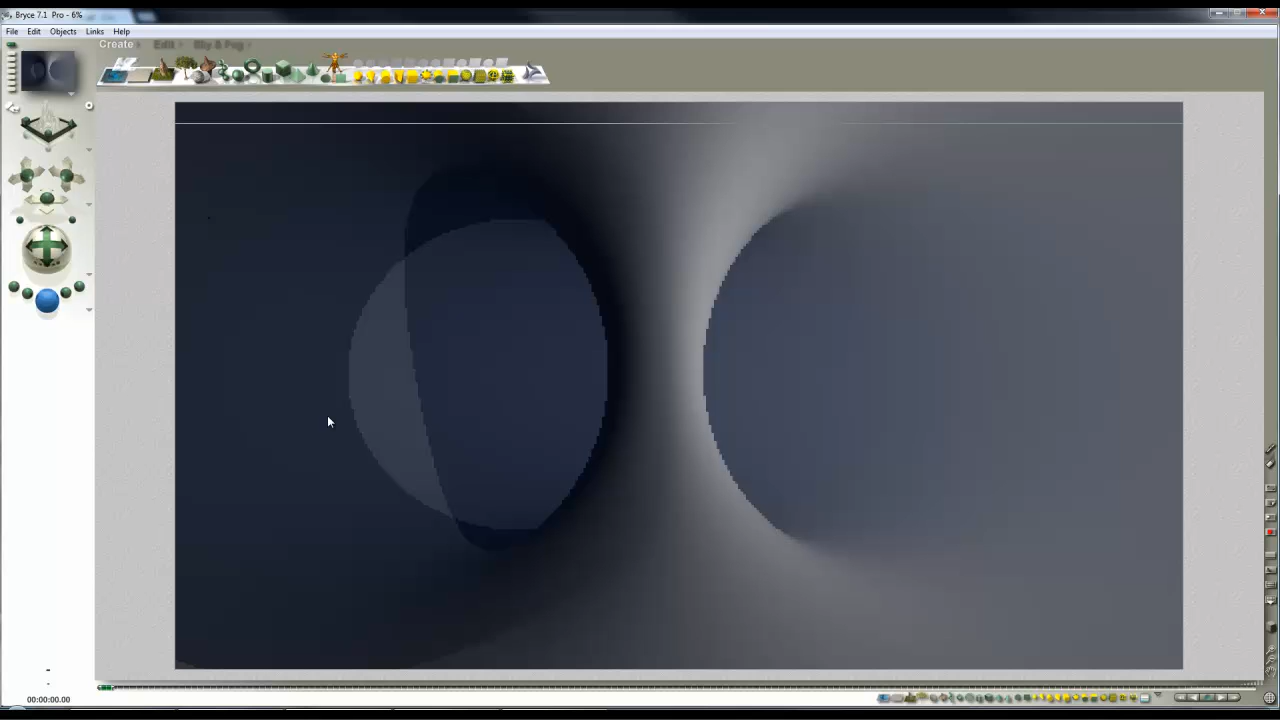 Bryce 7.1 Pro - 6%
File Edit Objects Links Help
Create Edit Sky & Fog
00:00:00.00